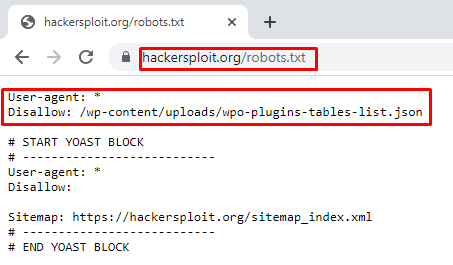 hackersploit.org/robots.txt
hackersploit.org/robots.txt
User-agent: *
Disallow: /wp-content/uploads/wpo-plugins-tables-list.json
# START YOAST BLOCK
# ---------------------------
User-agent: *
Disallow:
Sitemap: https://hackersploit.org/sitemap_index.xml
# ---------------------------
# END YOAST BLOCK